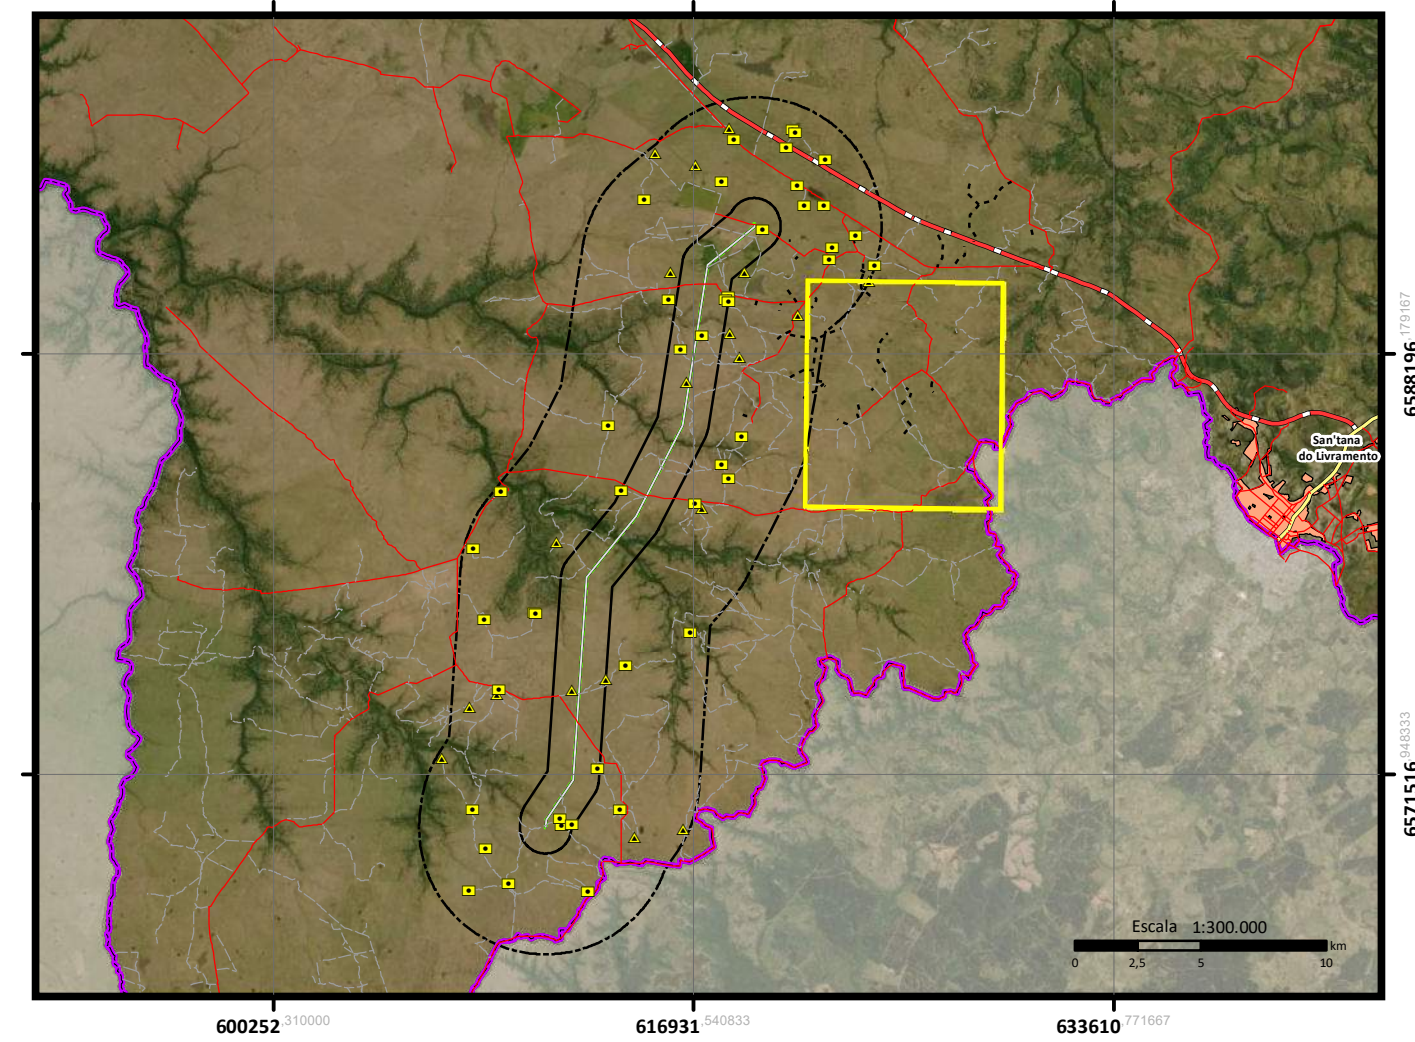 6588196,179167
San'tana
do Livramento
6571516,948333
Escala 1:300.000
km
0 2,5 5 10
600252,310000 616931,540833 633610,771667